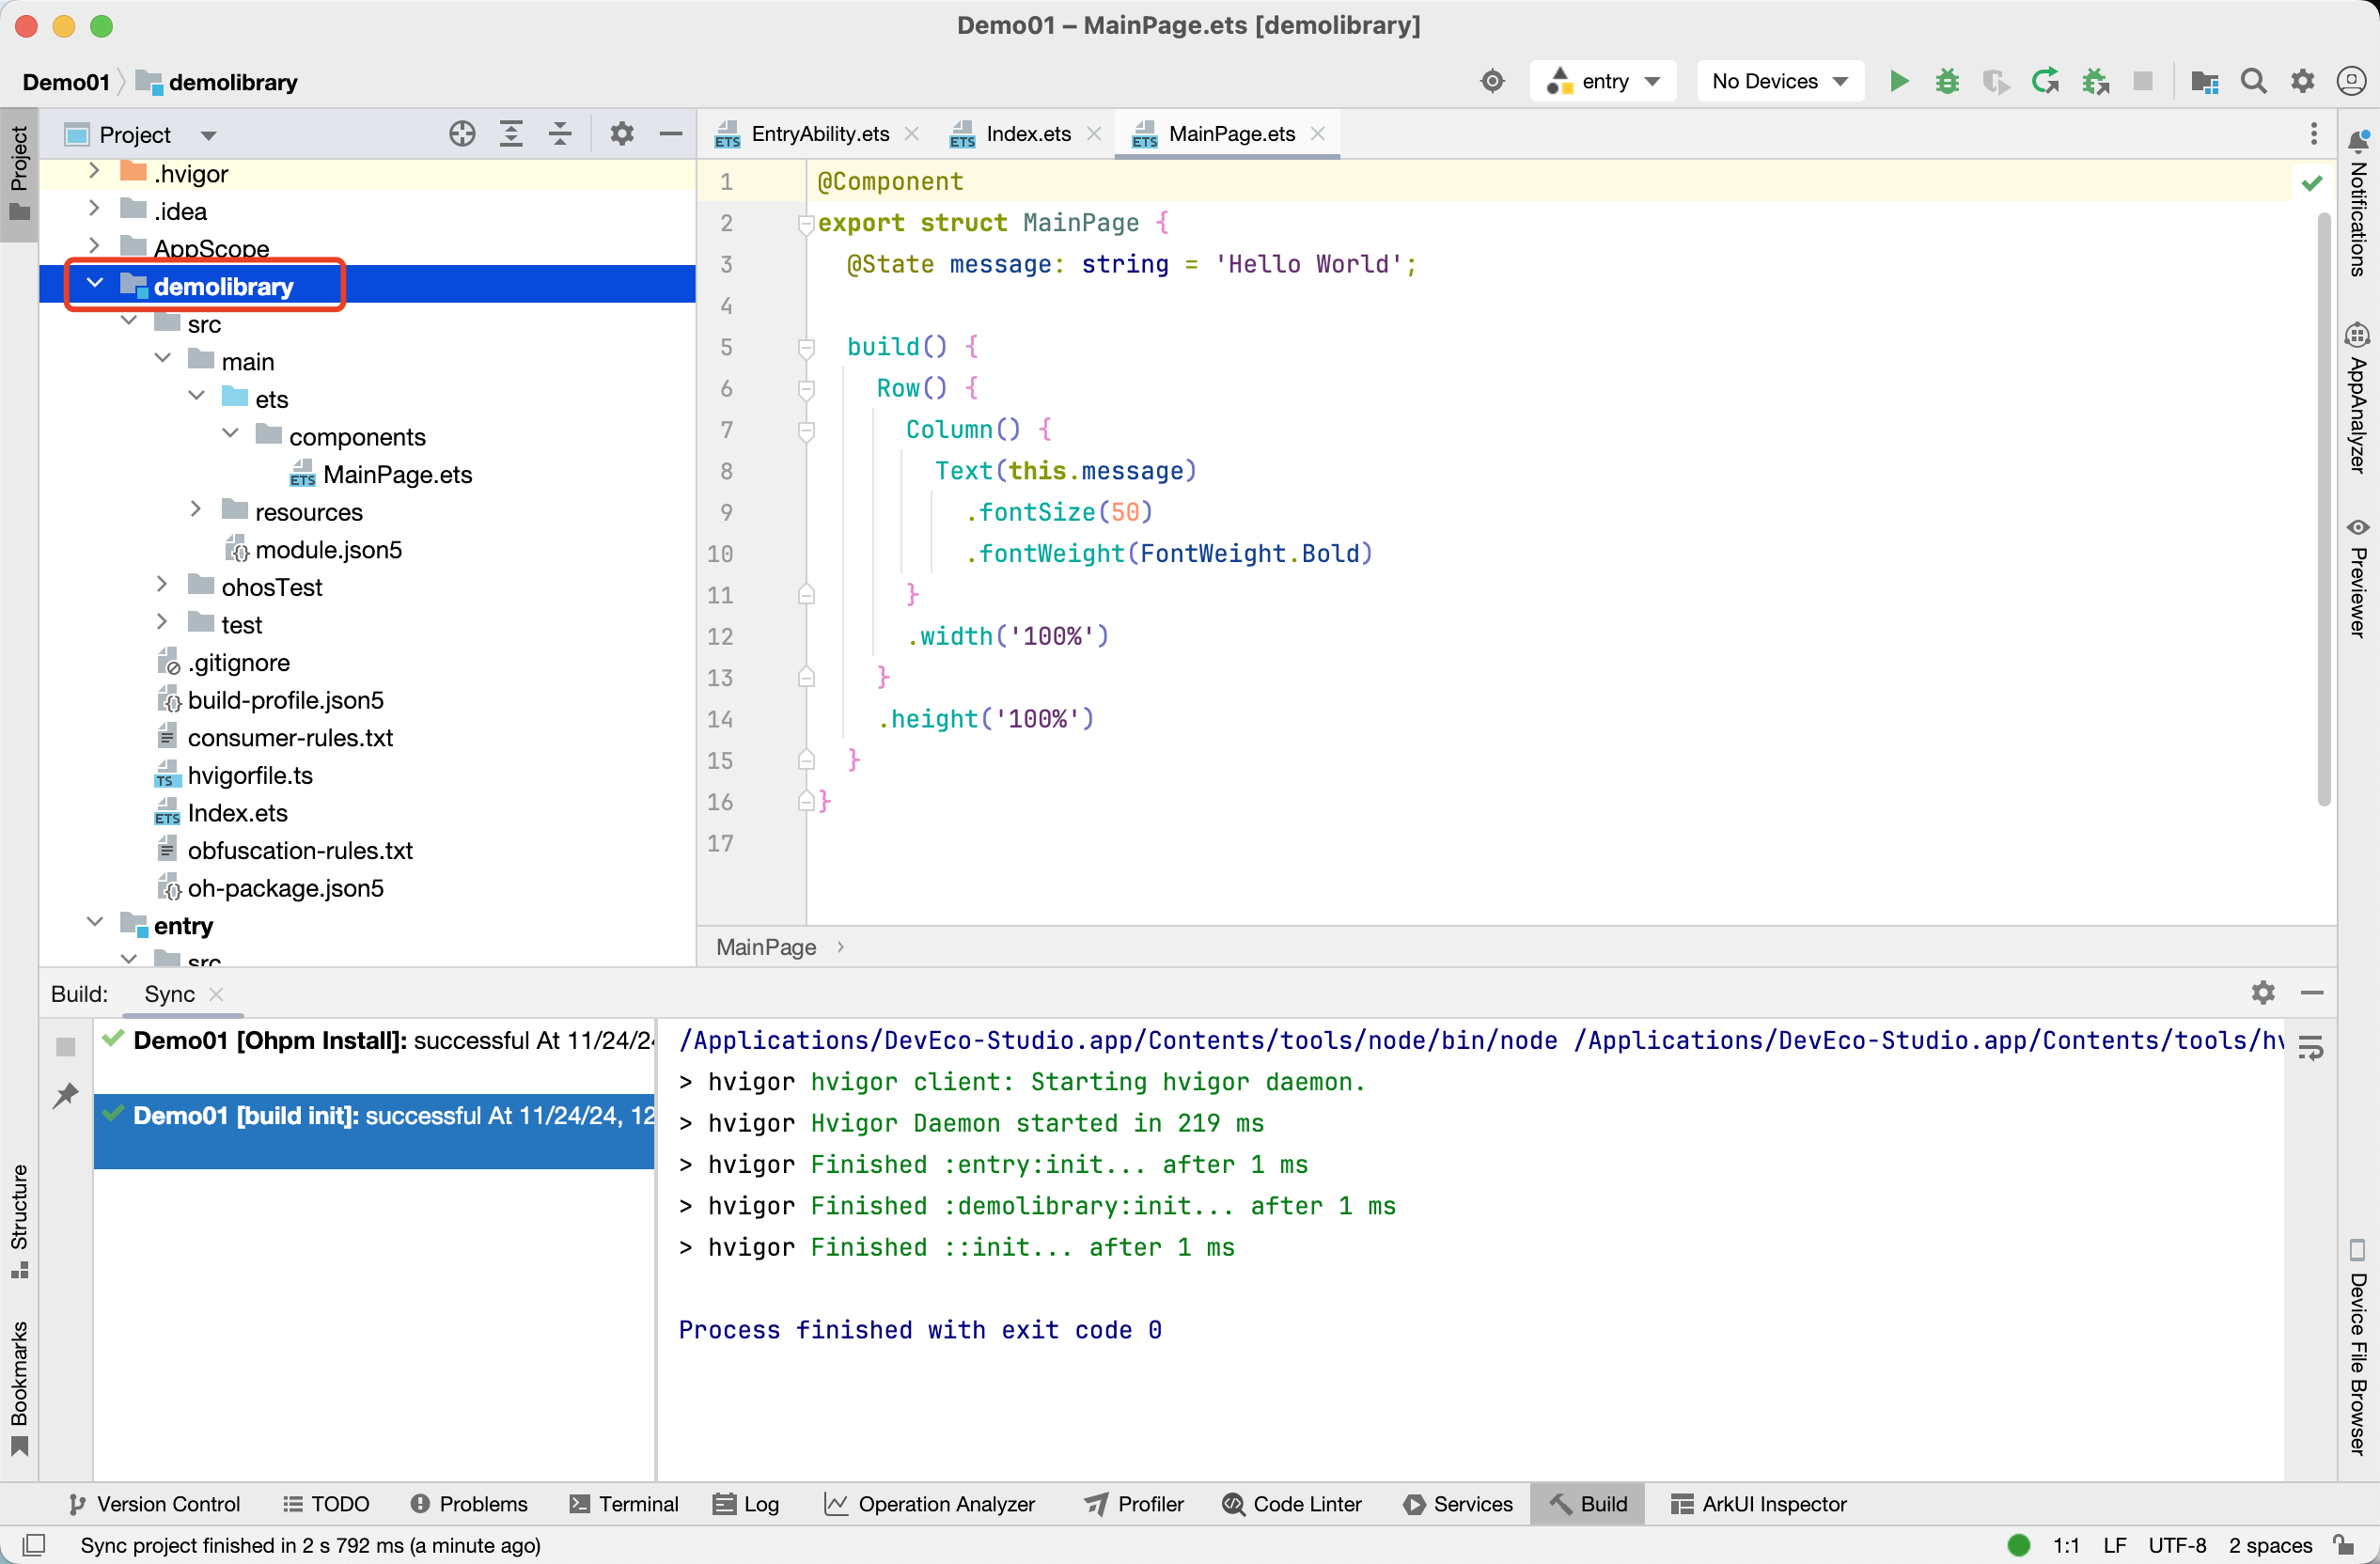 Demo01 – MainPage.ets [demolibrary]
Demo01 demolibrary
entry No Devices
Project
Project
EntryAbility.ets
Index.ets
MainPage.ets
.hvigor
.idea
AppScope
demolibrary
src
main
ets
components
MainPage.ets
resources
module.json5
ohosTest
test
.gitignore
build-profile.json5
consumer-rules.txt
hvigorfile.ts
Index.ets
obfuscation-rules.txt
oh-package.json5
entry
src
1 @Component
2 export struct MainPage {
3 @State message: string = 'Hello World';
4
5 build() {
6 Row() {
7 Column() {
8 Text(this.message)
9 .fontSize(50)
10 .fontWeight(FontWeight.Bold)
11 }
12 .width('100%')
13 }
14 .height('100%')
15 }
16 }
17
MainPage ›
Notifications
AppAnalyzer
Previewer
Build: Sync
Demo01 [Ohpm Install]: successful At 11/24/24
Demo01 [build init]: successful At 11/24/24, 12
/Applications/DevEco-Studio.app/Contents/tools/node/bin/node /Applications/DevEco-Studio.app/Contents/tools/hv
> hvigor hvigor client: Starting hvigor daemon.
> hvigor Hvigor Daemon started in 219 ms
> hvigor Finished :entry:init... after 1 ms
> hvigor Finished :demolibrary:init... after 1 ms
> hvigor Finished ::init... after 1 ms
Process finished with exit code 0
Structure
Bookmarks
Device File Browser
Version Control TODO Problems Terminal Log Operation Analyzer Profiler Code Linter Services Build ArkUI Inspector
Sync project finished in 2 s 792 ms (a minute ago)
1:1 LF UTF-8 2 spaces